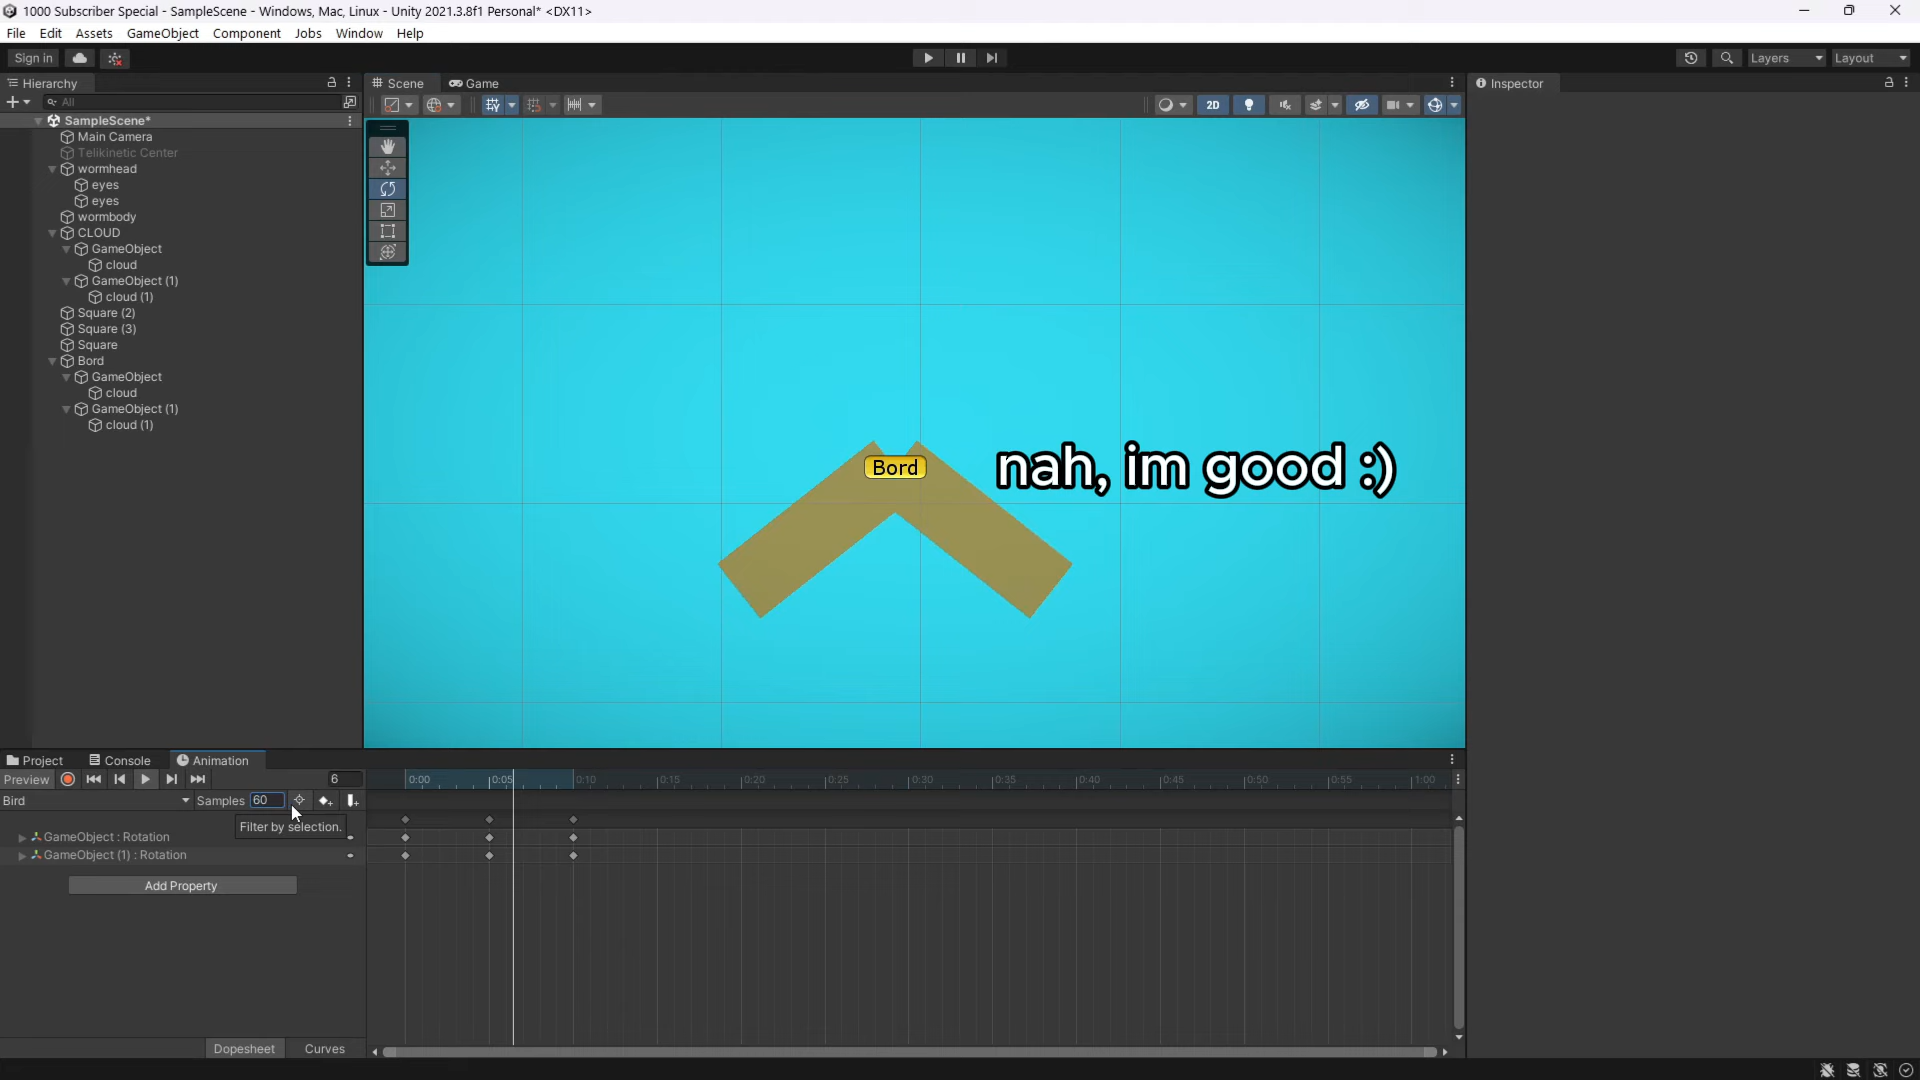 1000 Subscriber Special - SampleScene - Windows, Mac, Linux - Unity 2021.3.8f1 Personal* <DX11>
File Edit Assets GameObject Component Jobs Window Help
Sign in
Layers
Layout
Hierarchy
Scene
Game
Inspector
All
2D
SampleScene*
Main Camera
Telikinetic Center
wormhead
eyes
eyes
wormbody
CLOUD
GameObject
cloud
GameObject (1)
cloud (1)
Square (2)
Square (3)
Square
Bord
GameObject
cloud
GameObject (1)
cloud (1)
Bord
nah, im good :)
Project
Console
Animation
Preview
6
0:00 0:05 0:10 0:15 0:20 0:25 0:30 0:35 0:40 0:45 0:50 0:55 1:00
Bird
Samples 60
Filter by selection.
GameObject : Rotation
GameObject (1) : Rotation
Add Property
Dopesheet
Curves